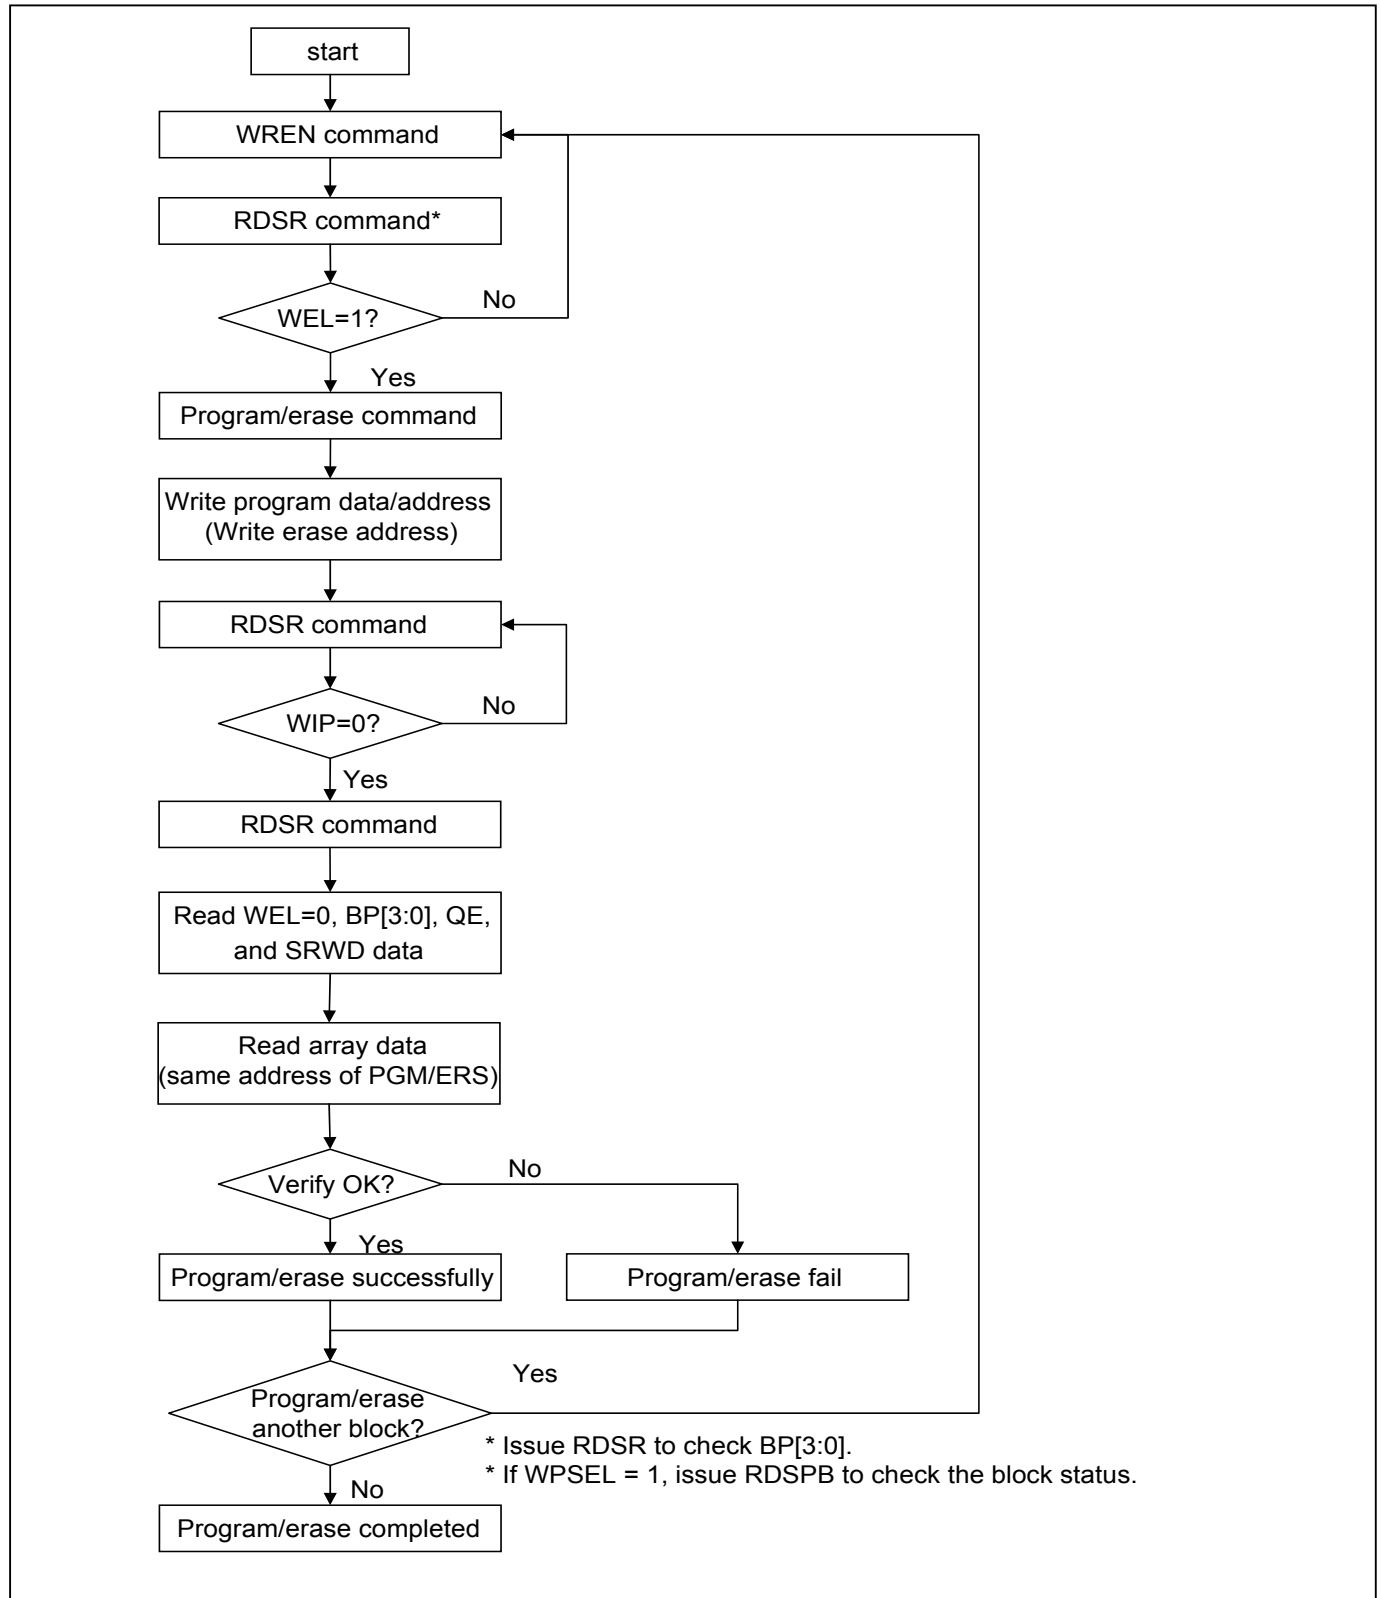 start
WREN command
RDSR command*
WEL=1?
No
Yes
Program/erase command
Write program data/address
(Write erase address)
RDSR command
WIP=0?
No
Yes
RDSR command
Read WEL=0, BP[3:0], QE,
and SRWD data
Read array data
(same address of PGM/ERS)
Verify OK?
No
Yes
Program/erase successfully
Program/erase fail
Program/erase
another block?
Yes
* Issue RDSR to check BP[3:0].
* If WPSEL = 1, issue RDSPB to check the block status.
No
Program/erase completed